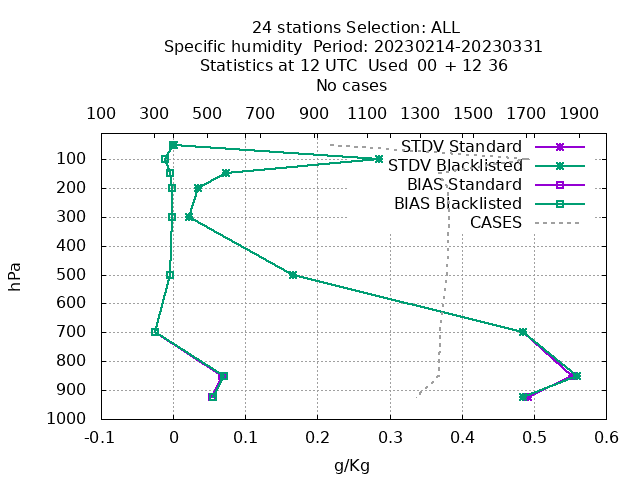 24 stations Selection: ALL
Specific humidity  Period: 20230214-20230331
Statistics at 12 UTC  Used  00 + 12 36
No cases
100 300 500 700 900 1100 1300 1500 1700 1900
STDV Standard
STDV Blacklisted
BIAS Standard
BIAS Blacklisted
CASES
100
200
300
400
500
600
700
800
900
1000
hPa
-0.1 0 0.1 0.2 0.3 0.4 0.5 0.6
g/Kg